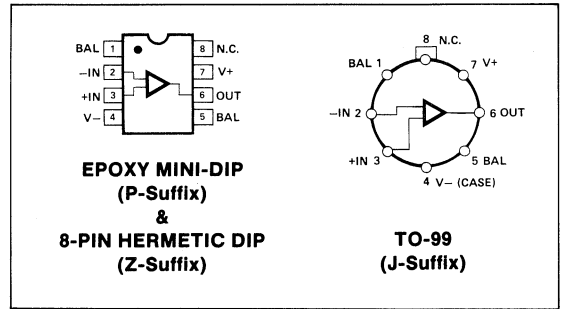 BAL 1
8 N.C.
-IN 2
7 V+
+IN 3
6 OUT
V- 4
5 BAL
EPOXY MINI-DIP
(P-Suffix)
&
8-PIN HERMETIC DIP
(Z-Suffix)
8 N.C.
BAL 1
7 V+
-IN 2
6 OUT
+IN 3
5 BAL
4 V- (CASE)
TO-99
(J-Suffix)